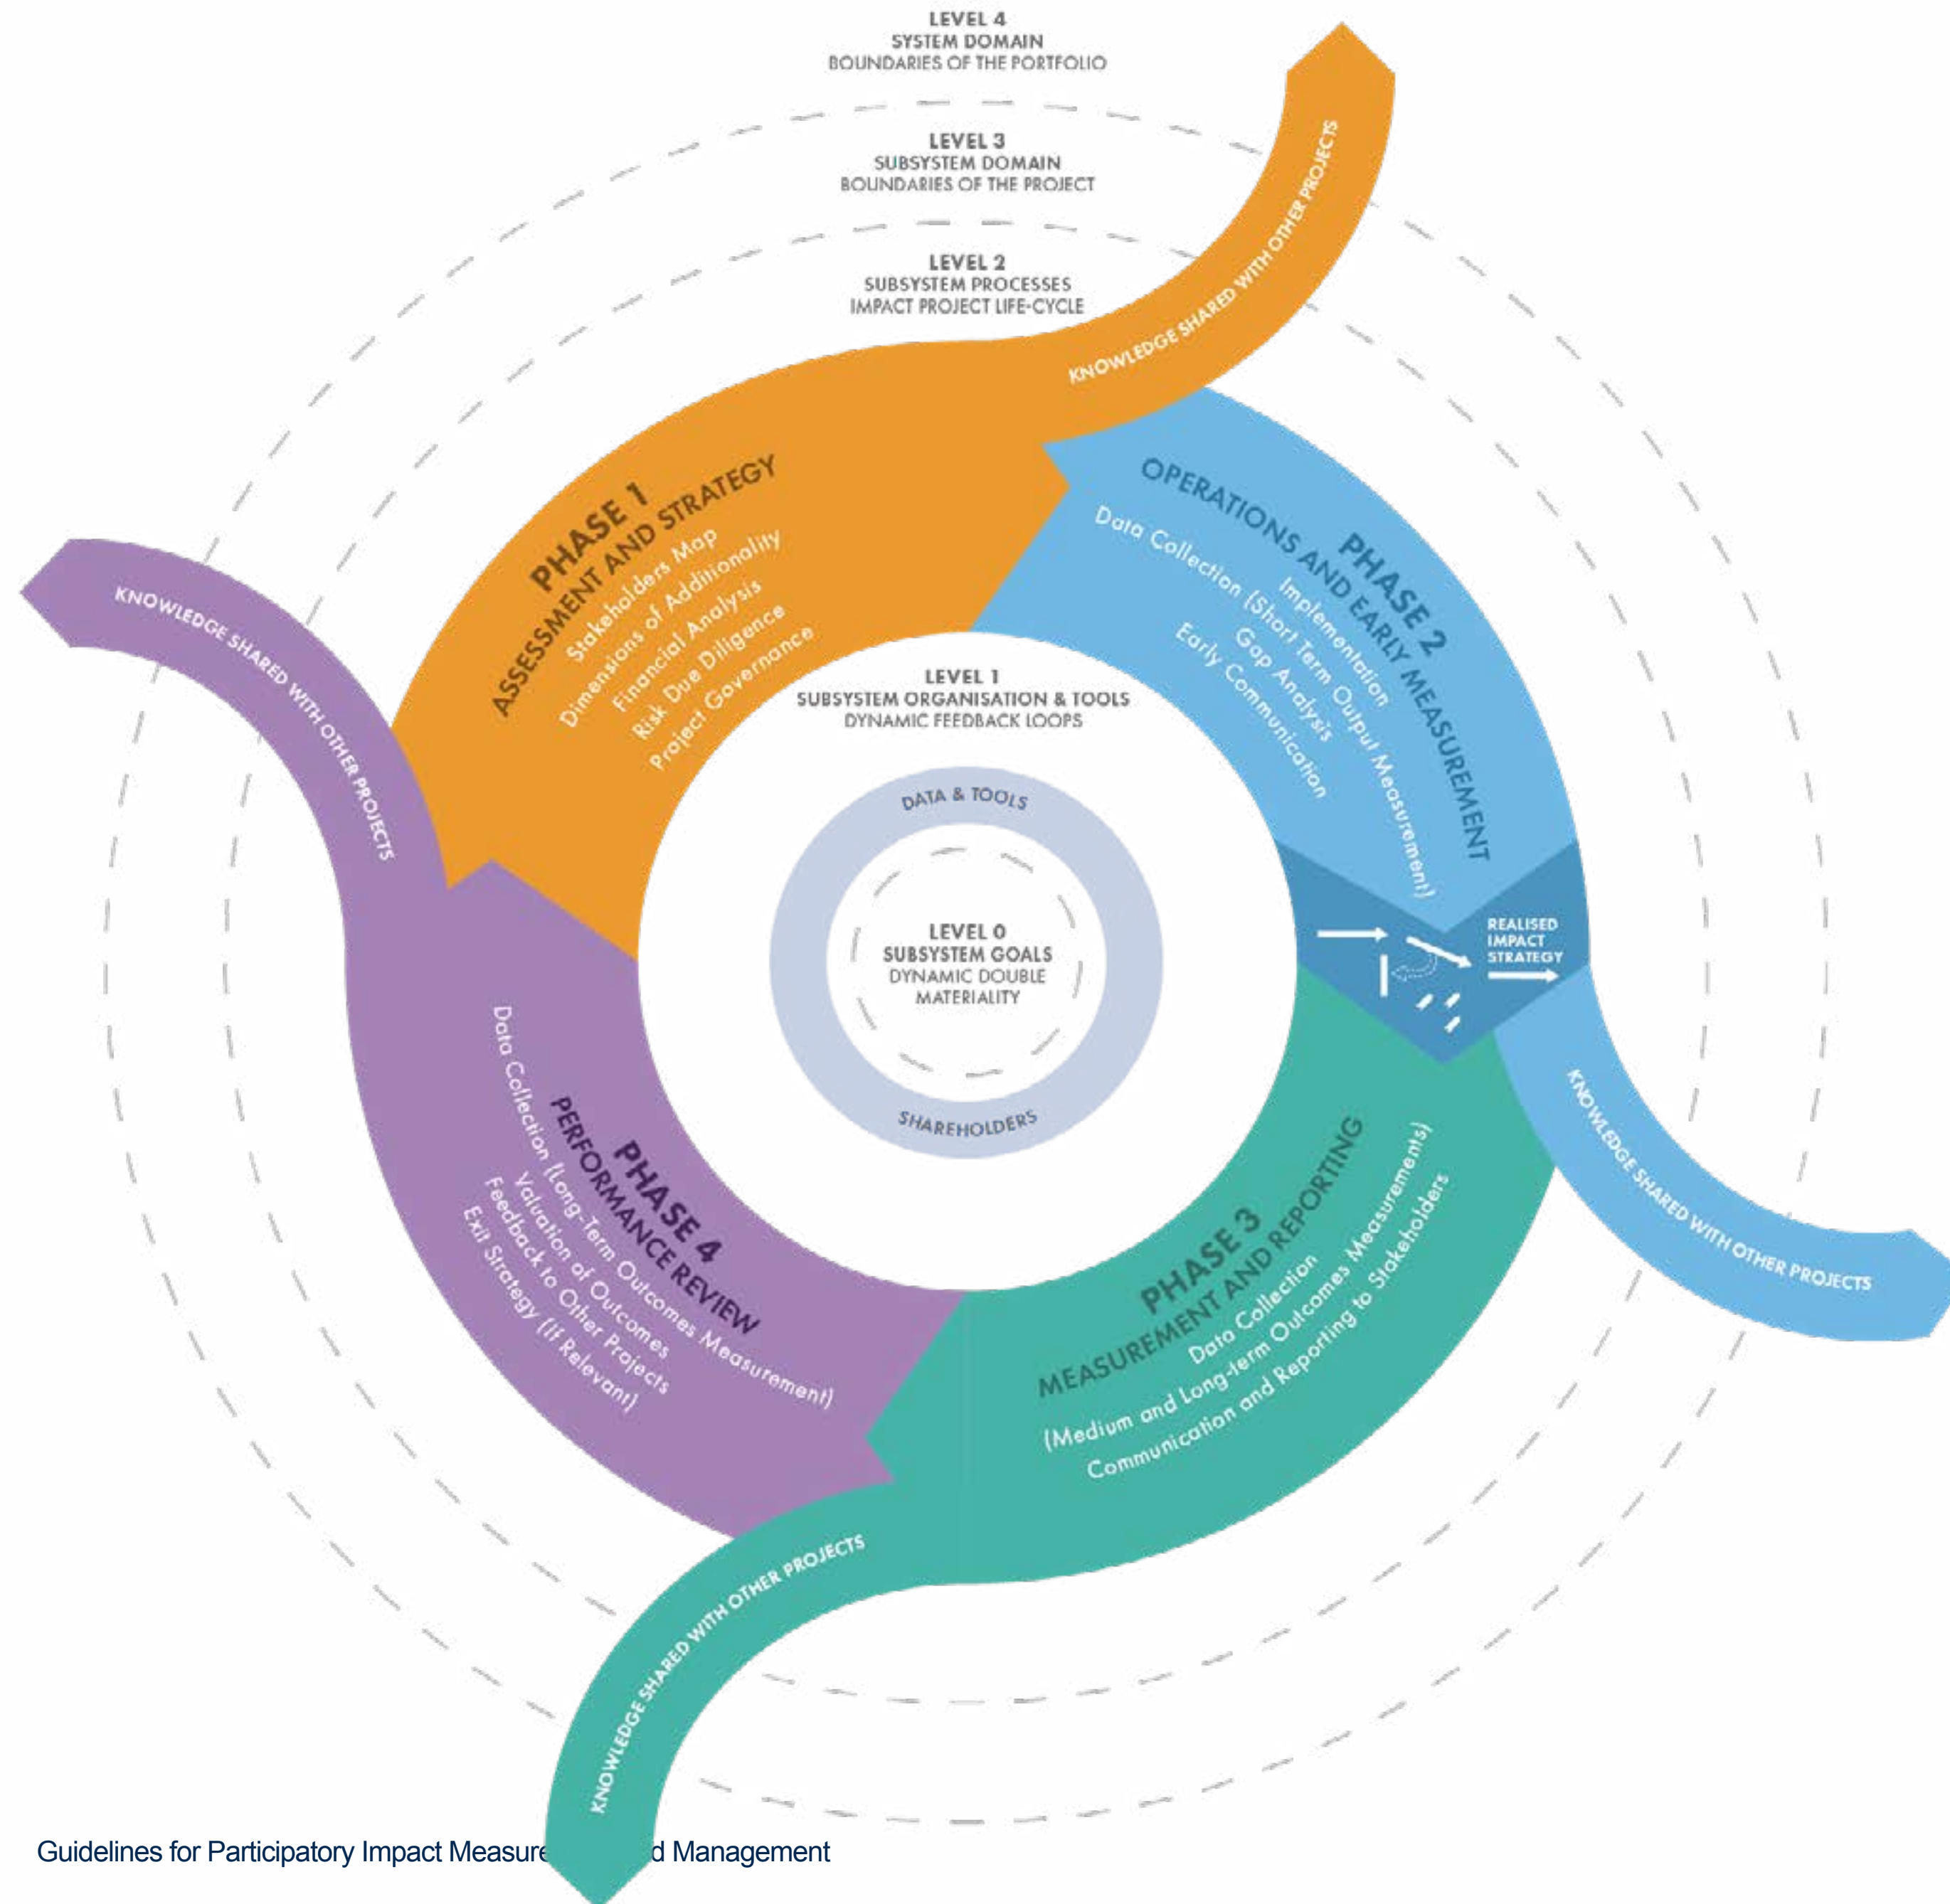 LEVEL 4
SYSTEM DOMAIN
BOUNDARIES OF THE PORTFOLIO
LEVEL 3
SUBSYSTEM DOMAIN
BOUNDARIES OF THE PROJECT
LEVEL 2
SUBSYSTEM PROCESSES
IMPACT PROJECT LIFE-CYCLE
KNOWLEDGE SHARED WITH OTHER PROJECTS
PHASE 1
ASSESSMENT AND STRATEGY
Stakeholders Map
Dimensions of Additionality
Financial Analysis
Risk Due Diligence
Project Governance
PHASE 2
OPERATIONS AND EARLY MEASUREMENT
Implementation
Data Collection (Short Term Output Measurement)
Gap Analysis
Early Communication
REALISED
IMPACT
STRATEGY
KNOWLEDGE SHARED WITH OTHER PROJECTS
PHASE 3
MEASUREMENT AND REPORTING
Data Collection
(Medium and Long-term Outcomes Measurements)
Communication and Reporting to Stakeholders
KNOWLEDGE SHARED WITH OTHER PROJECTS
PHASE 4
PERFORMANCE REVIEW
Data Collection (Long-Term Outcomes Measurement)
Valuation of Outcomes
Feedback to Other Projects
Exit Strategy (If Relevant)
KNOWLEDGE SHARED WITH OTHER PROJECTS
LEVEL 1
SUBSYSTEM ORGANISATION & TOOLS
DYNAMIC FEEDBACK LOOPS
DATA & TOOLS
LEVEL 0
SUBSYSTEM GOALS
DYNAMIC DOUBLE
MATERIALITY
SHAREHOLDERS
Guidelines for Participatory Impact Measure d Management